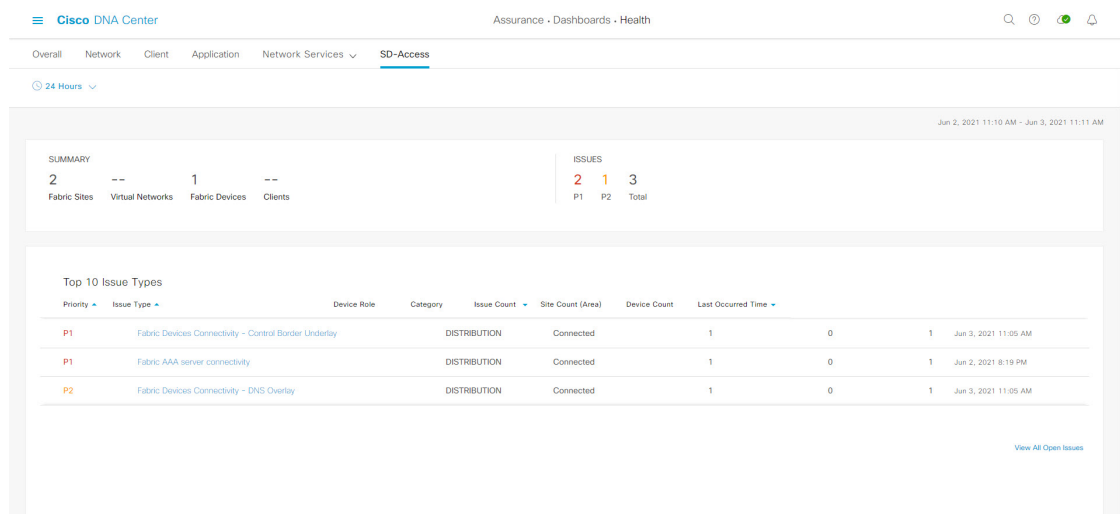 Cisco DNA Center
Assurance · Dashboards · Health
Overall Network Client Application Network Services SD-Access
24 Hours
Jun 2, 2021 11:10 AM - Jun 3, 2021 11:11 AM
SUMMARY
2 -- 1 --
Fabric Sites Virtual Networks Fabric Devices Clients
ISSUES
2 1 3
P1 P2 Total
Top 10 Issue Types
Priority Issue Type Device Role Category Issue Count Site Count (Area) Device Count Last Occurred Time
P1 Fabric Devices Connectivity - Control Border Underlay DISTRIBUTION Connected 1 0 1 Jun 3, 2021 11:05 AM
P1 Fabric AAA server connectivity DISTRIBUTION Connected 1 0 1 Jun 2, 2021 8:19 PM
P2 Fabric Devices Connectivity - DNS Overlay DISTRIBUTION Connected 1 0 1 Jun 3, 2021 11:05 AM
View All Open Issues